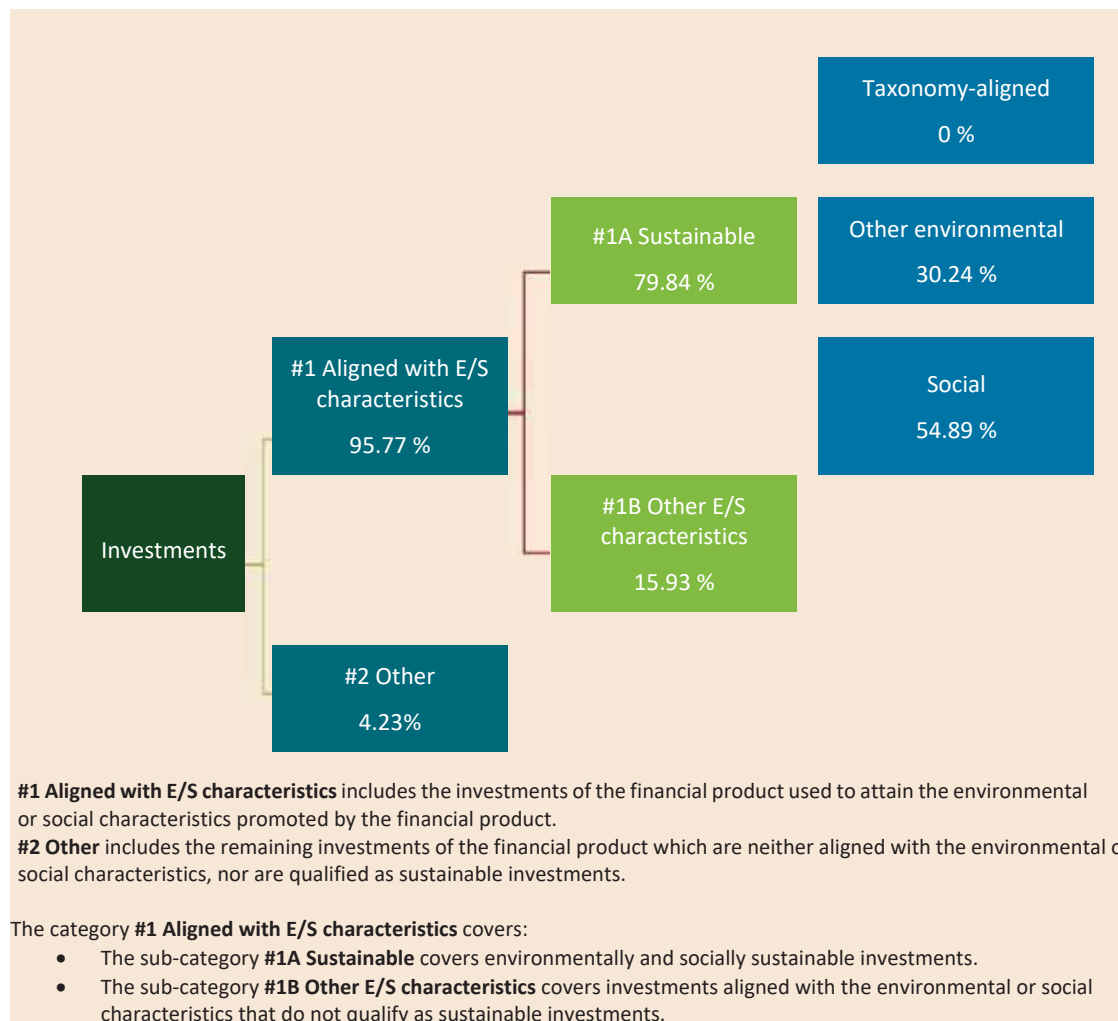 Taxonomy-aligned
0 %
#1A Sustainable
79.84 %
Other environmental
30.24 %
#1 Aligned with E/S
characteristics
95.77 %
Social
54.89 %
Investments
#1B Other E/S
characteristics
15.93 %
#2 Other
4.23%
#1 Aligned with E/S characteristics includes the investments of the financial product used to attain the environmental
or social characteristics promoted by the financial product.
#2 Other includes the remaining investments of the financial product which are neither aligned with the environmental
social characteristics, nor are qualified as sustainable investments.
The category #1 Aligned with E/S characteristics covers:
• The sub-category #1A Sustainable covers environmentally and socially sustainable investments.
• The sub-category #1B Other E/S characteristics covers investments aligned with the environmental or social
characteristics that do not qualify as sustainable investments.